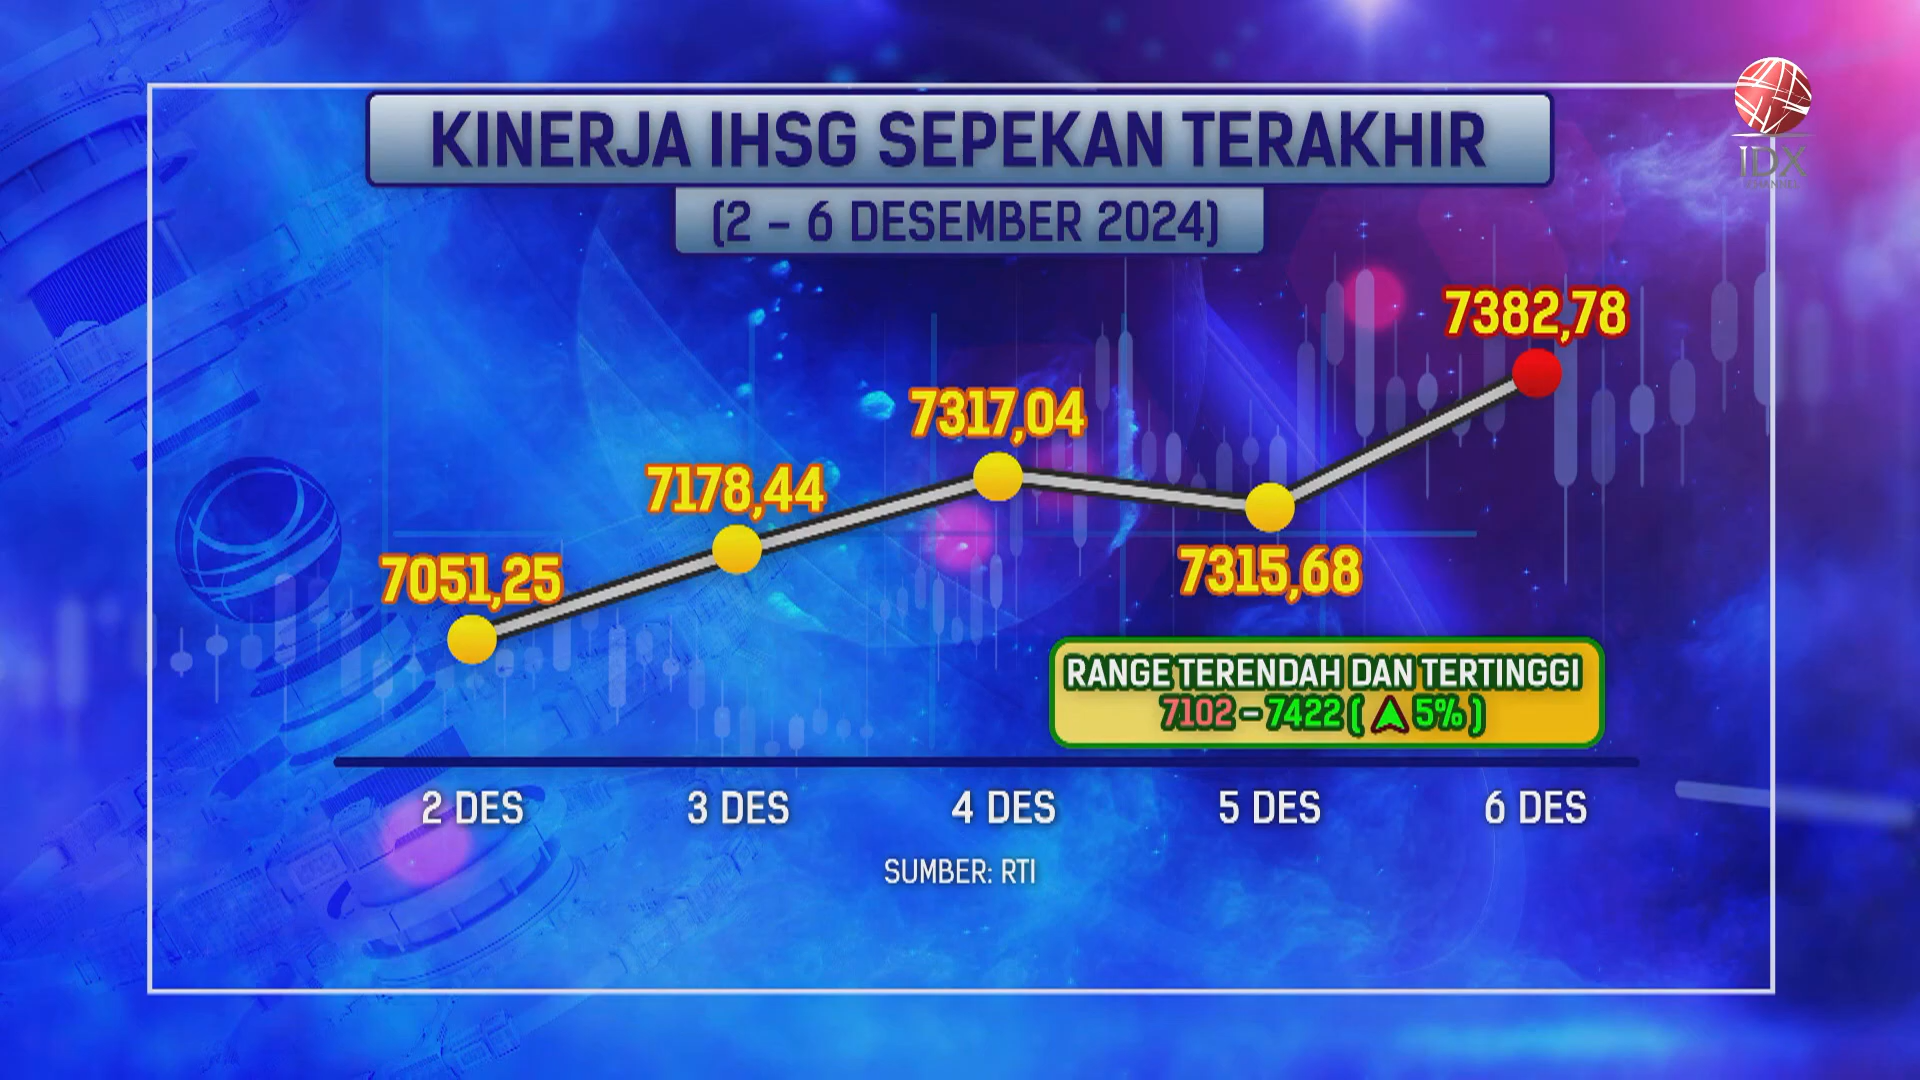 KINERJA IHSG SEPEKAN TERAKHIR
(2 – 6 DESEMBER 2024)
IDX
CHANNEL
7382,78
7317,04
7178,44
7051,25
7315,68
RANGE TERENDAH DAN TERTINGGI
7102 – 7422 ( ▲ 5% )
2 DES
3 DES
4 DES
5 DES
6 DES
SUMBER: RTI